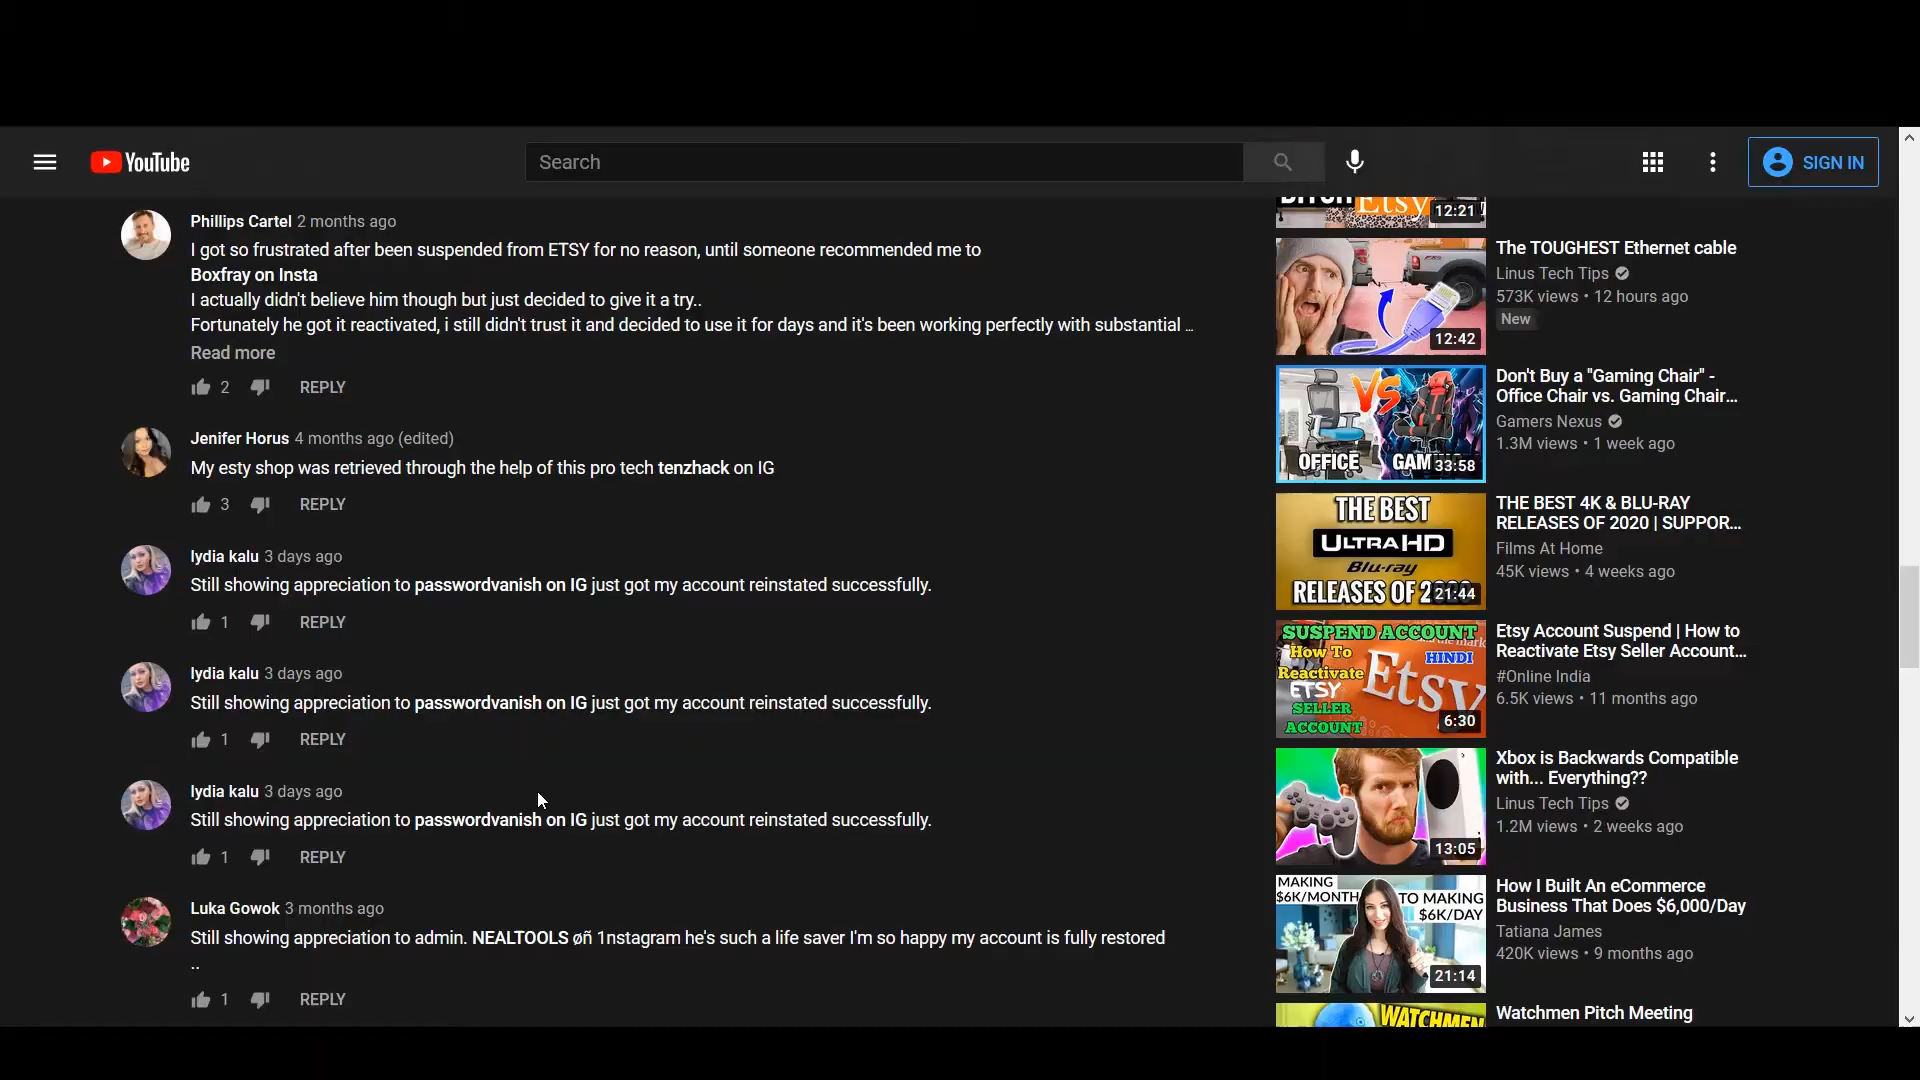 YouTube
Search
SIGN IN
Phillips Cartel 2 months ago
I got so frustrated after been suspended from ETSY for no reason, until someone recommended me to
Boxfray on Insta
I actually didn't believe him though but just decided to give it a try..
Fortunately he got it reactivated, i still didn't trust it and decided to use it for days and it's been working perfectly with substantial ...
Read more
2
REPLY
Jenifer Horus 4 months ago (edited)
My esty shop was retrieved through the help of this pro tech tenzhack on IG
3
REPLY
lydia kalu 3 days ago
Still showing appreciation to passwordvanish on IG just got my account reinstated successfully.
1
REPLY
lydia kalu 3 days ago
Still showing appreciation to passwordvanish on IG just got my account reinstated successfully.
1
REPLY
lydia kalu 3 days ago
Still showing appreciation to passwordvanish on IG just got my account reinstated successfully.
1
REPLY
Luka Gowok 3 months ago
Still showing appreciation to admin. NEALTOOLS øñ 1nstagram he's such a life saver I'm so happy my account is fully restored
..
1
REPLY
Etsy
12:21
12:42
The TOUGHEST Ethernet cable
Linus Tech Tips
573K views • 12 hours ago
New
VS
OFFICE
GAM
33:58
Don't Buy a "Gaming Chair" -
Office Chair vs. Gaming Chair...
Gamers Nexus
1.3M views • 1 week ago
THE BEST
ULTRA HD
Blu-ray
RELEASES OF 2
21:44
THE BEST 4K & BLU-RAY
RELEASES OF 2020 | SUPPOR...
Films At Home
45K views • 4 weeks ago
SUSPEND ACCOUNT
How To
Reactivate
HINDI
ETSY
SELLER
ACCOUNT
Etsy
6:30
Etsy Account Suspend | How to
Reactivate Etsy Seller Account...
#Online India
6.5K views • 11 months ago
13:05
Xbox is Backwards Compatible
with... Everything??
Linus Tech Tips
1.2M views • 2 weeks ago
MAKING
$6K/MONTH
TO MAKING
$6K/DAY
21:14
How I Built An eCommerce
Business That Does $6,000/Day
Tatiana James
420K views • 9 months ago
WATCHMEN
Watchmen Pitch Meeting